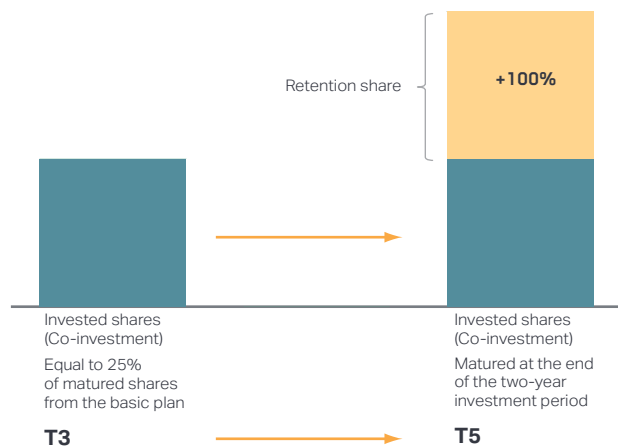 +100%
Retention share
Invested shares
(Co-investment)
Equal to 25%
of matured shares
from the basic plan
T3
Invested shares
(Co-investment)
Matured at the end
of the two-year
investment period
T5